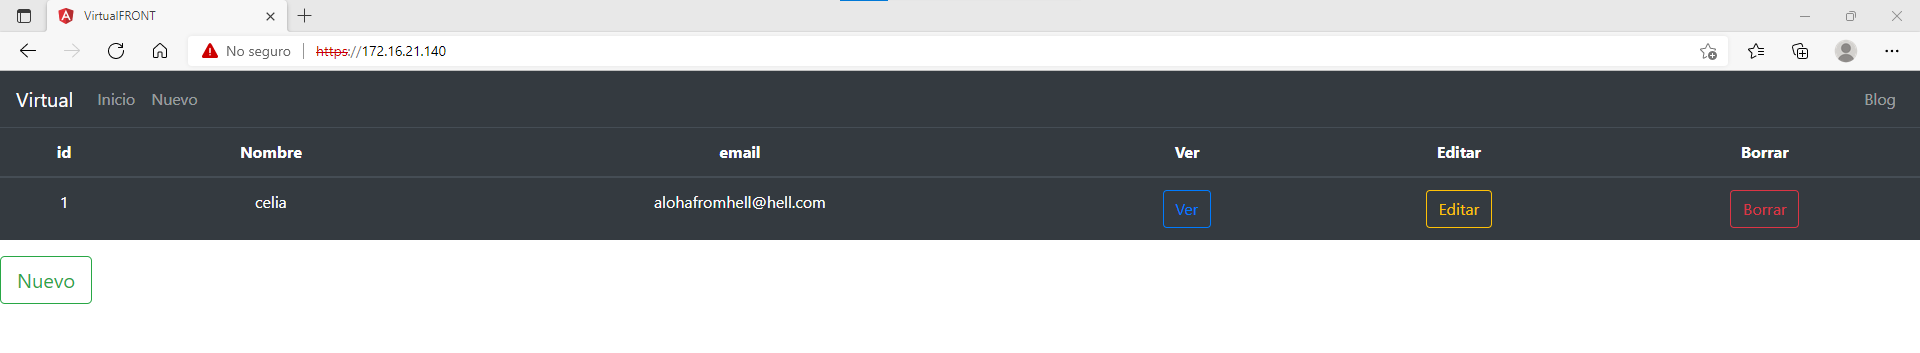 VirtualFRONT
No seguro https://172.16.21.140
Virtual Inicio Nuevo Blog
id Nombre email Ver Editar Borrar
1 celia alohafromhell@hell.com Ver Editar Borrar
Nuevo